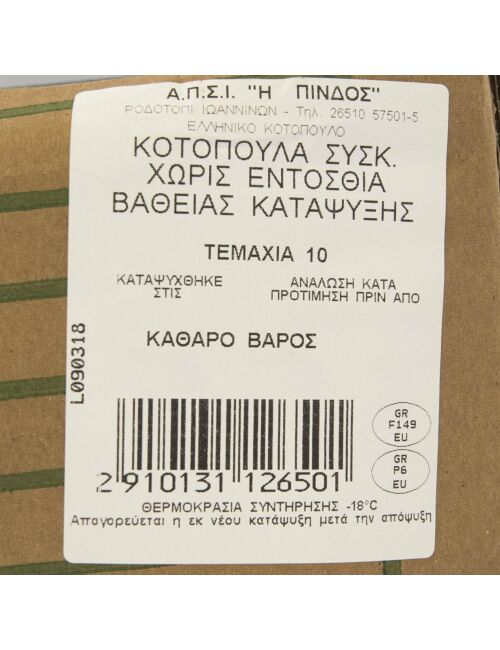 Α.Π.Σ.Ι. "Η ΠΙΝΔΟΣ"
ΡΟΔΟΤΟΠΙ ΙΩΑΝΝΙΝΩΝ - Τηλ: 26510 57501-5
ΕΛΛΗΝΙΚΟ ΚΟΤΟΠΟΥΛΟ
ΚΟΤΟΠΟΥΛΑ ΣΥΣΚ.
ΧΩΡΙΣ ΕΝΤΟΣΘΙΑ
ΒΑΘΕΙΑΣ ΚΑΤΑΨΥΞΗΣ
ΤΕΜΑΧΙΑ 10
ΚΑΤΑΨΥΧΘΗΚΕ
ΣΤΙΣ
ΑΝΑΛΩΣΗ ΚΑΤΑ
ΠΡΟΤΙΜΗΣΗ ΠΡΙΝ ΑΠΟ
L090318
ΚΑΘΑΡΟ ΒΑΡΟΣ
GR
F149
EU
GR
P6
EU
2 910131 126501
ΘΕΡΜΟΚΡΑΣΙΑ ΣΥΝΤΗΡΗΣΗΣ -18°C
Απαγορεύεται η εκ νέου κατάψυξη μετά την απόψυξη